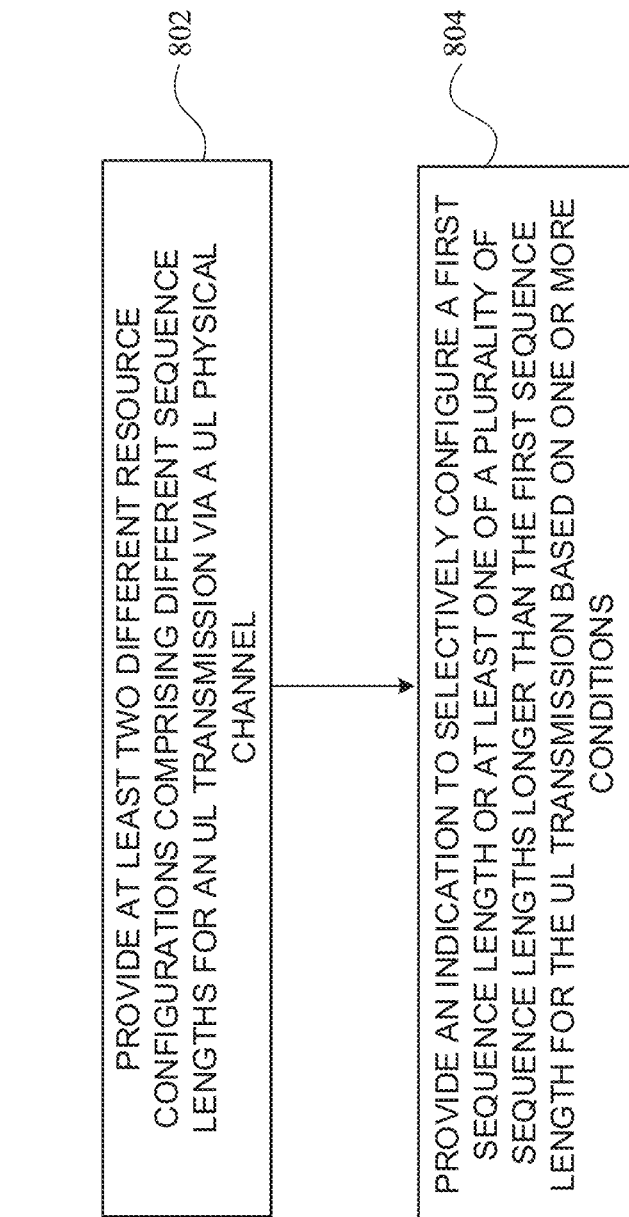 PROVIDE AT LEAST TWO DIFFERENT RESOURCE
CONFIGURATIONS COMPRISING DIFFERENT SEQUENCE
LENGTHS FOR AN UL TRANSMISSION VIA A UL PHYSICAL
CHANNEL
802
PROVIDE AN INDICATION TO SELECTIVELY CONFIGURE A FIRST
SEQUENCE LENGTH OR AT LEAST ONE OF A PLURALITY OF
SEQUENCE LENGTHS LONGER THAN THE FIRST SEQUENCE
LENGTH FOR THE UL TRANSMISSION BASED ON ONE OR MORE
CONDITIONS
804